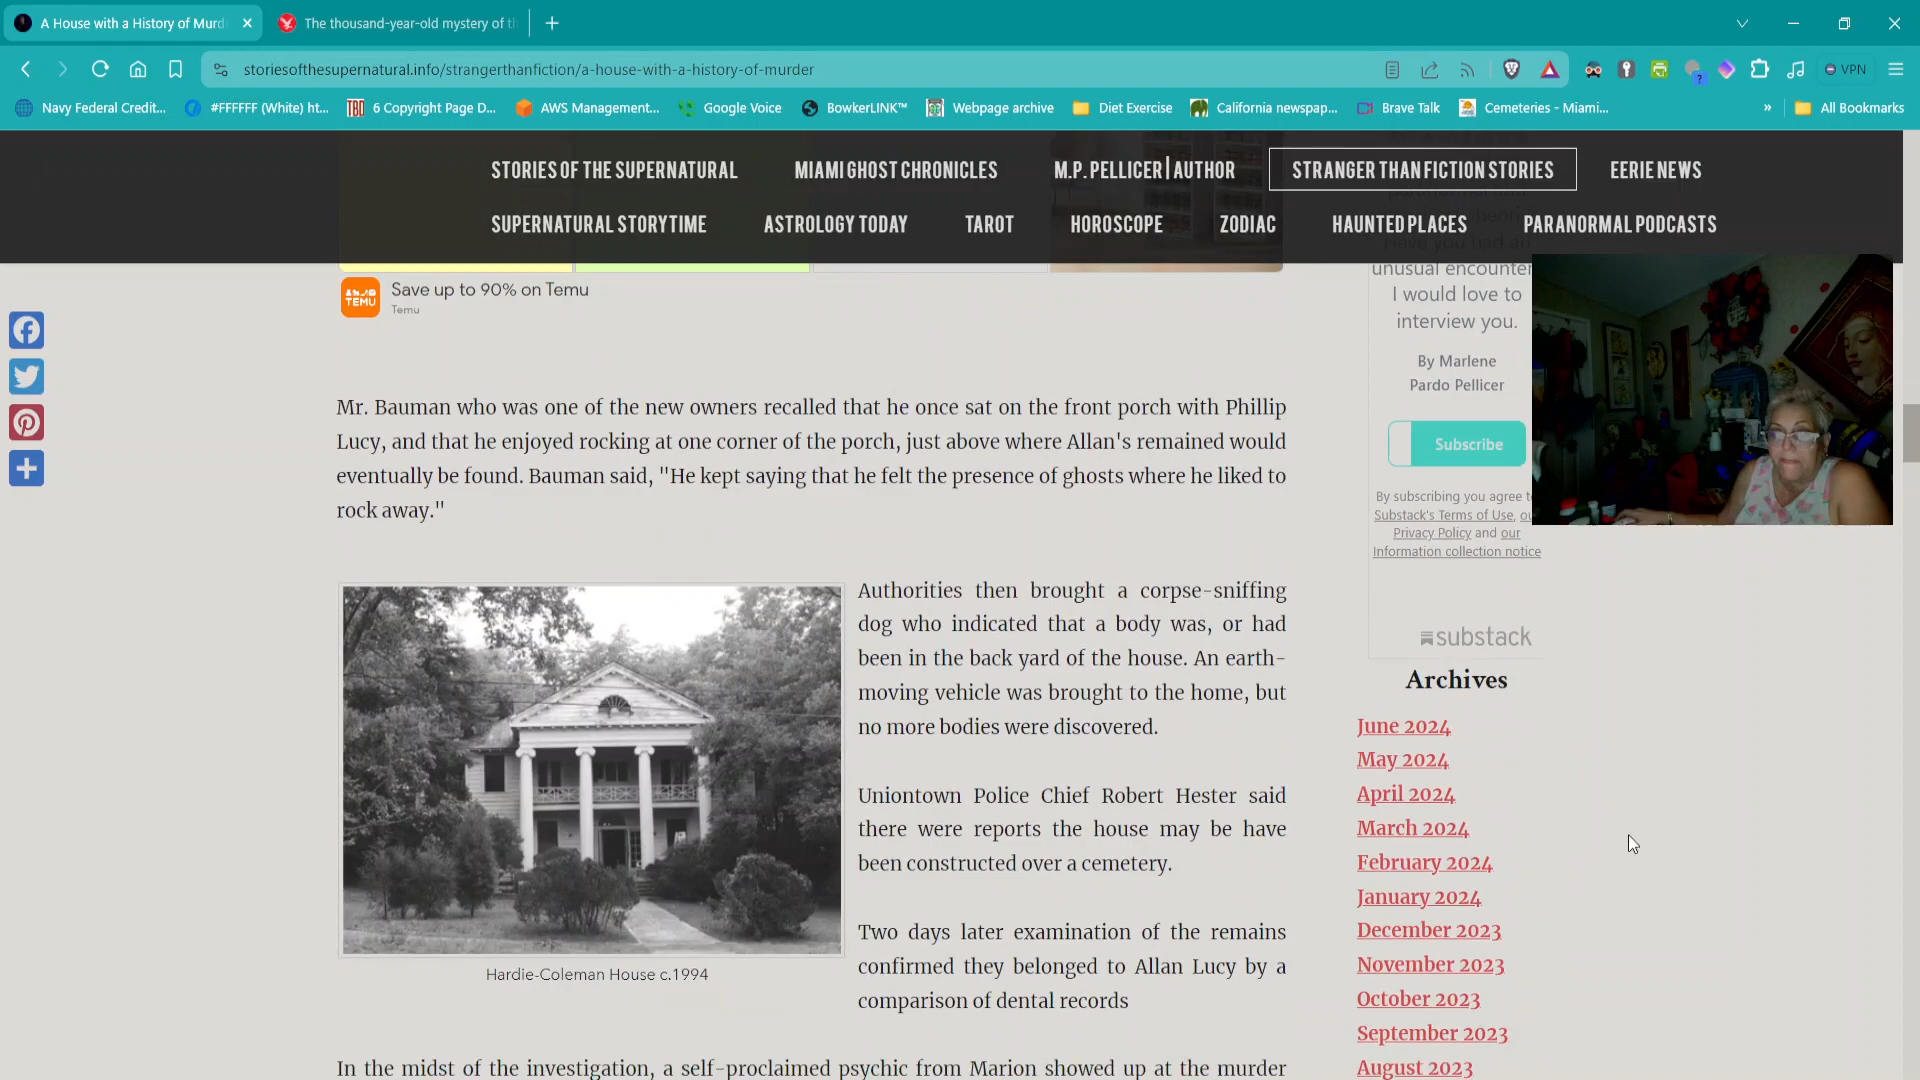 A House with a History of Murd
The thousand-year-old mystery of th
storiesofthesupernatural.info/strangerthanfiction/a-house-with-a-history-of-murder
VPN
Navy Federal Credit...
#FFFFFF (White) ht...
6 Copyright Page D...
AWS Management...
Google Voice
BowkerLINK™
Webpage archive
Diet Exercise
California newspap...
Brave Talk
Cemeteries - Miami...
»
All Bookmarks
STORIES OF THE SUPERNATURAL
MIAMI GHOST CHRONICLES
M.P. PELLICER | AUTHOR
STRANGER THAN FICTION STORIES
EERIE NEWS
SUPERNATURAL STORYTIME
ASTROLOGY TODAY
TAROT
HOROSCOPE
ZODIAC
HAUNTED PLACES
PARANORMAL PODCASTS
Have you had an
unusual encounter
I would love to
interview you.
By Marlene
Pardo Pellicer
Subscribe
By subscribing you agree t
Substack's Terms of Use, ou
Privacy Policy and our
Information collection notice
substack
TEMU
Save up to 90% on Temu
Temu
Mr. Bauman who was one of the new owners recalled that he once sat on the front porch with Phillip
Lucy, and that he enjoyed rocking at one corner of the porch, just above where Allan's remained would
eventually be found. Bauman said, "He kept saying that he felt the presence of ghosts where he liked to
rock away."
Authorities then brought a corpse-sniffing
dog who indicated that a body was, or had
been in the back yard of the house. An earth-
moving vehicle was brought to the home, but
no more bodies were discovered.
Uniontown Police Chief Robert Hester said
there were reports the house may be have
been constructed over a cemetery.
Two days later examination of the remains
confirmed they belonged to Allan Lucy by a
comparison of dental records
Hardie-Coleman House c.1994
In the midst of the investigation, a self-proclaimed psychic from Marion showed up at the murder
Archives
June 2024
May 2024
April 2024
March 2024
February 2024
January 2024
December 2023
November 2023
October 2023
September 2023
August 2023